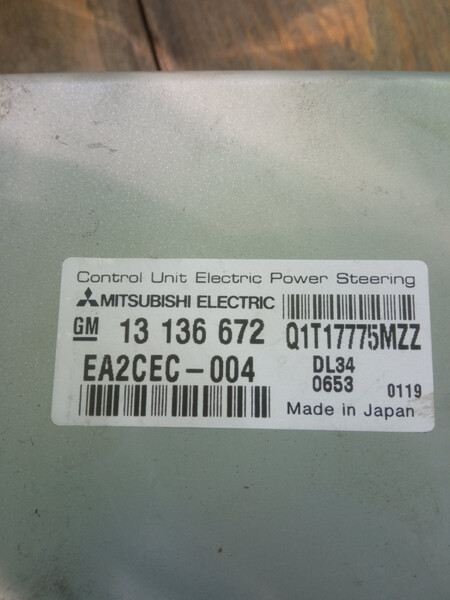 Control Unit Electric Power Steering
MITSUBISHI ELECTRIC
GM 13 136 672 Q1T17775MZZ
EA2CEC-004 DL34
0653 0119
Made in Japan